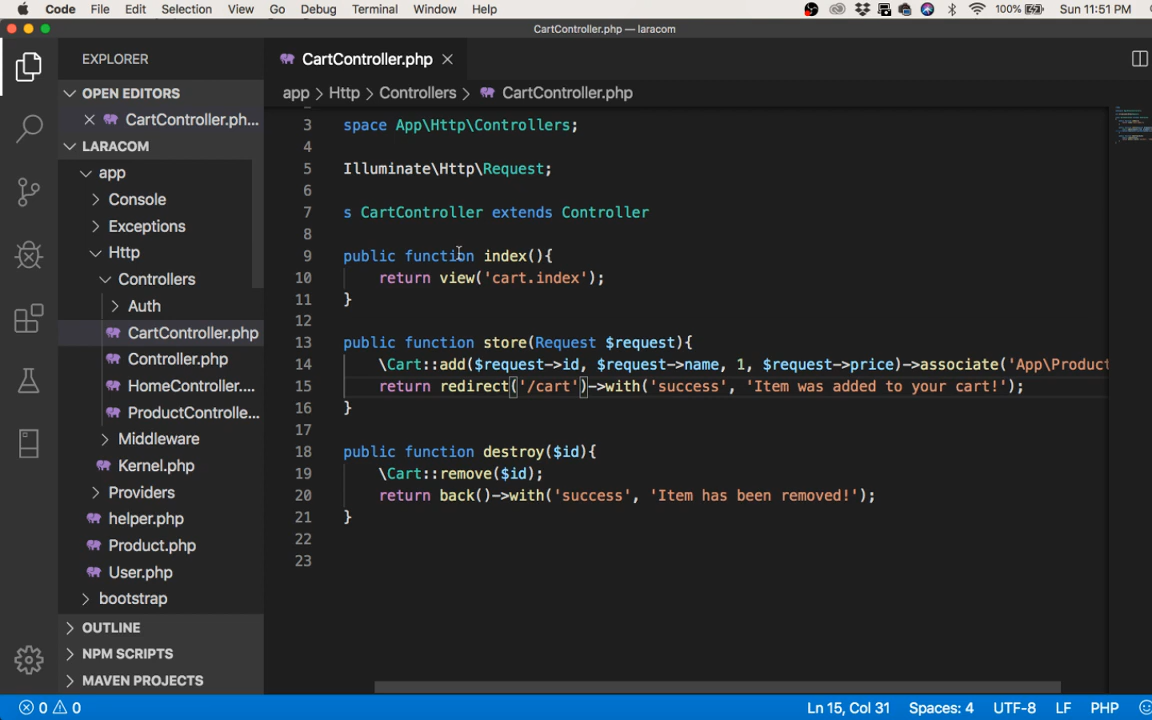 Code File Edit Selection View Go Debug Terminal Window Help 100% Sun 11:51 PM
CartController.php — laracom
EXPLORER
OPEN EDITORS
CartController.ph...
LARACOM
app
Console
Exceptions
Http
Controllers
Auth
CartController.php
Controller.php
HomeController....
ProductControlle...
Middleware
Kernel.php
Providers
helper.php
Product.php
User.php
bootstrap
OUTLINE
NPM SCRIPTS
MAVEN PROJECTS
CartController.php
app > Http > Controllers > CartController.php
3 space App\Http\Controllers;
4
5 Illuminate\Http\Request;
6
7 s CartController extends Controller
8
9 public function index(){
10 return view('cart.index');
11 }
12
13 public function store(Request $request){
14 \Cart::add($request->id, $request->name, 1, $request->price)->associate('App\Product
15 return redirect('/cart')->with('success', 'Item was added to your cart!');
16 }
17
18 public function destroy($id){
19 \Cart::remove($id);
20 return back()->with('success', 'Item has been removed!');
21 }
22
23
0 0 Ln 15, Col 31 Spaces: 4 UTF-8 LF PHP